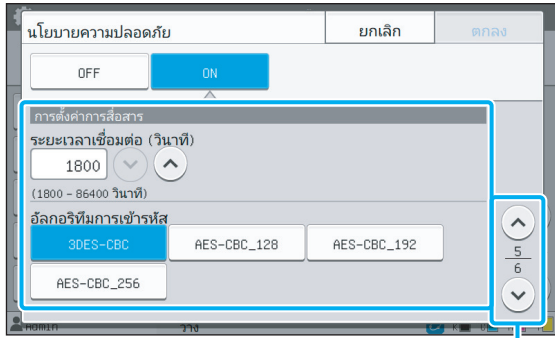 นโยบายความปลอดภัย
ยกเลิก
ตกลง
OFF
ON
การตั้งค่าการสื่อสาร
ระยะเวลาเชื่อมต่อ (วินาที)
1800
(1800 – 86400 วินาที)
อัลกอริทึมการเข้ารหัส
3DES-CBC
AES-CBC_128
AES-CBC_192
AES-CBC_256
5
6
Admin
วาง
K